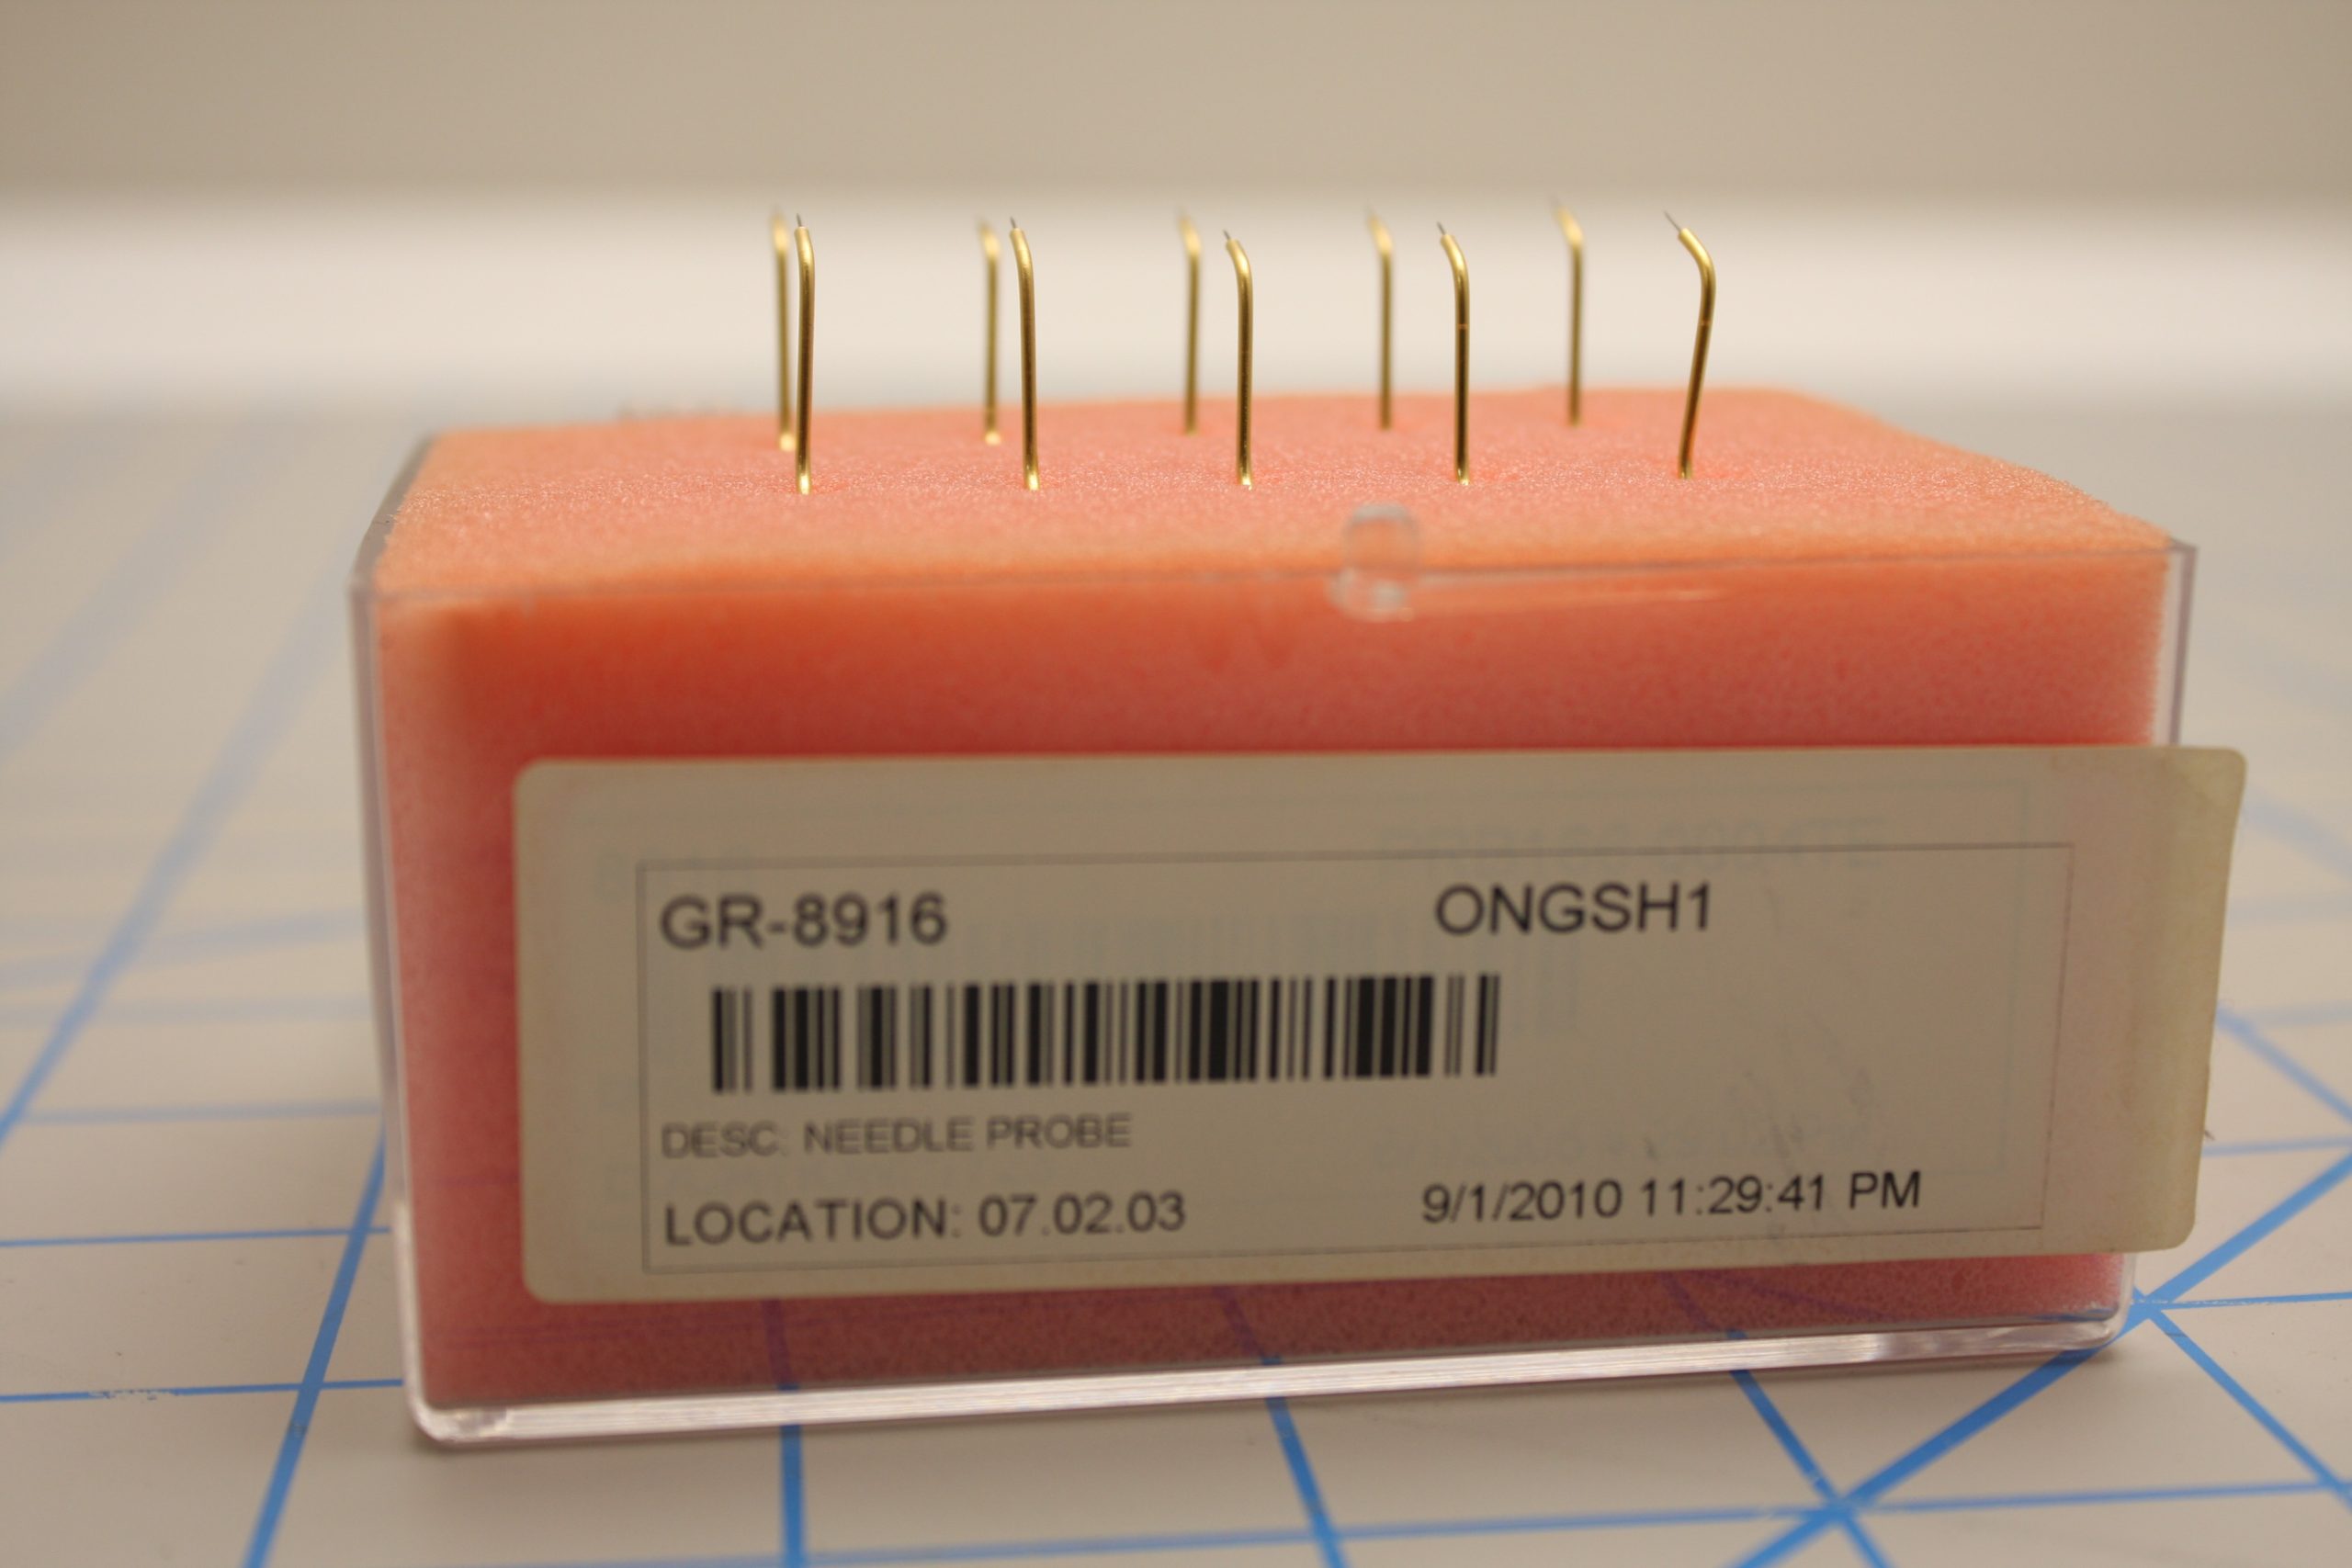 GR-8916 ONGSH1
DESC: NEEDLE PROBE
LOCATION: 07.02.03 9/1/2010 11:29:41 PM